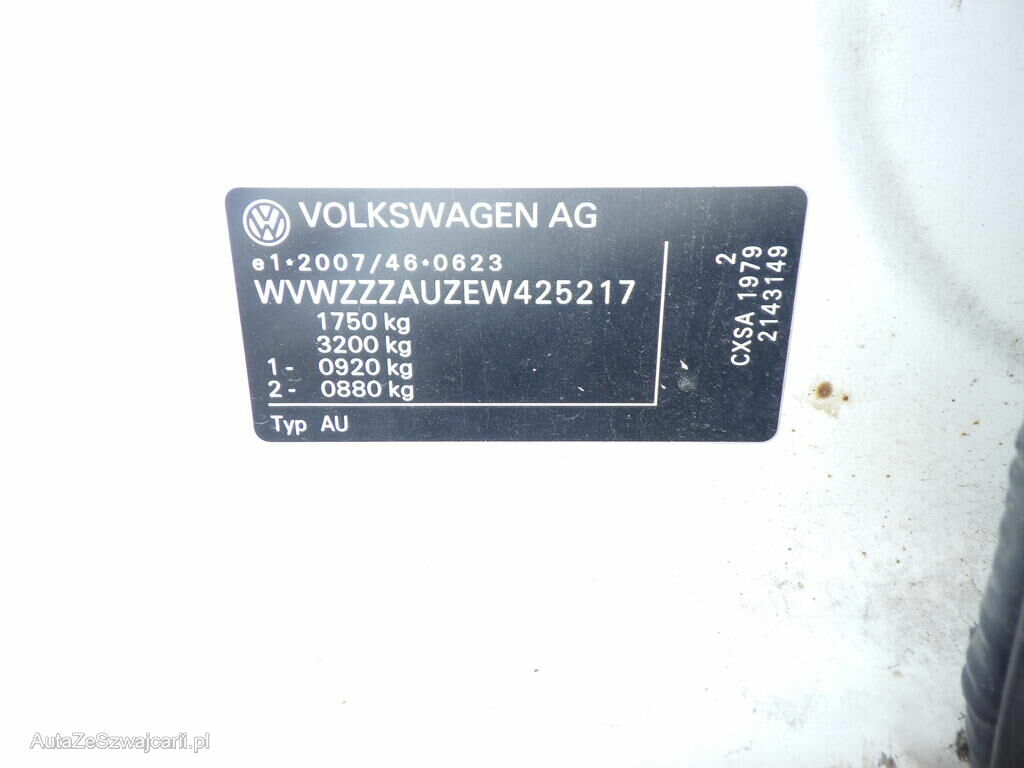 VOLKSWAGEN AG
e1*2007/46*0623
WVWZZZAUZEW425217
1750 kg
3200 kg
1- 0920 kg
2- 0880 kg
Typ AU
2
CXSA 1979
2143149
AutaZeSzwajcarii.pl